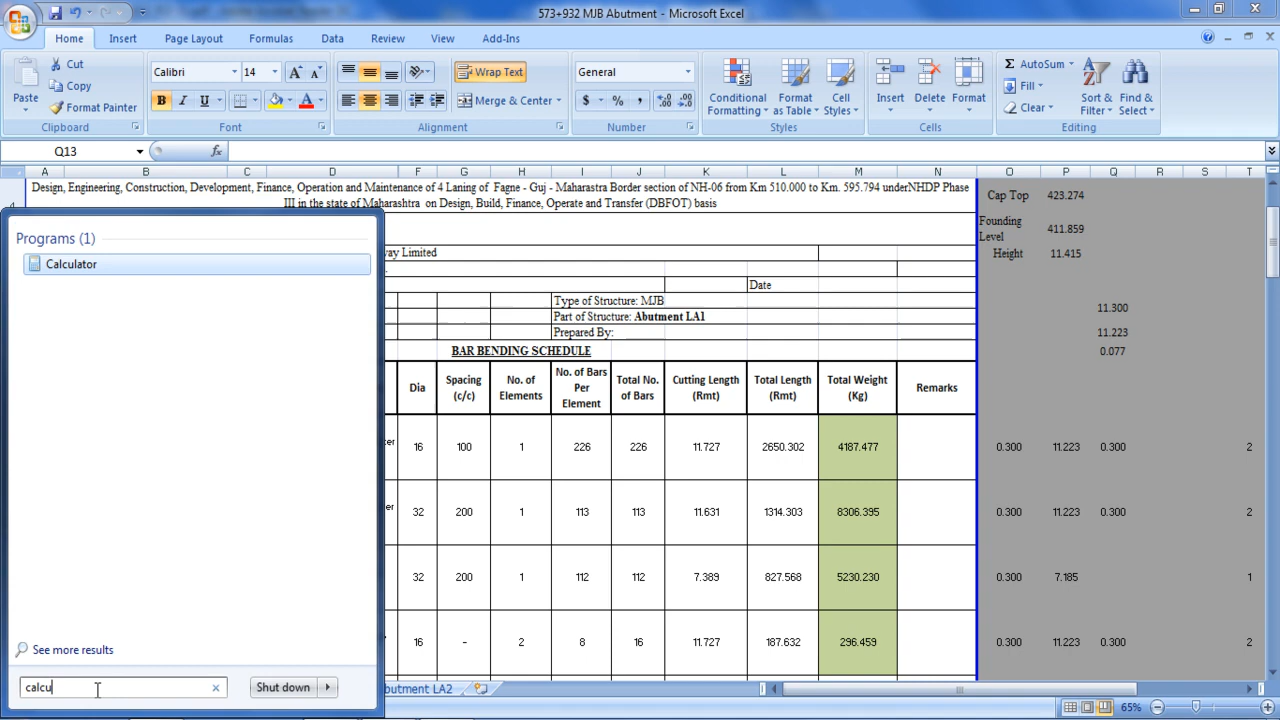 573+932 MJB Abutment - Microsoft Excel
Home Insert Page Layout Formulas Data Review View Add-Ins
Cut
Copy
Format Painter
Paste
Clipboard
Calibri 14
B I U A
Font
Wrap Text
Merge & Center
Alignment
General
$ % ,
Number
Conditional Formatting
Format as Table
Cell Styles
Styles
Insert Delete Format
Cells
AutoSum
Fill
Clear
Sort & Filter
Find & Select
Editing
Q13 fx
A B C D F G H I J K L M N O P Q R S T
4
Design, Engineering, Construction, Development, Finance, Operation and Maintenance of 4 Laning of Fagne - Guj - Maharastra Border section of NH-06 from Km 510.000 to Km. 595.794 underNHDP Phase
III in the state of Maharashtra on Design, Build, Finance, Operate and Transfer (DBFOT) basis
Cap Top 423.274
Founding Level 411.859
Height 11.415
way Limited
Date
Type of Structure: MJB
Part of Structure: Abutment LA1
Prepared By:
11.300
11.223
0.077
BAR BENDING SCHEDULE
Dia Spacing (c/c) No. of Elements No. of Bars Per Element Total No. of Bars Cutting Length (Rmt) Total Length (Rmt) Total Weight (Kg) Remarks
ter 16 100 1 226 226 11.727 2650.302 4187.477 0.300 11.223 0.300 2
er 32 200 1 113 113 11.631 1314.303 8306.395 0.300 11.223 0.300 2
32 200 1 112 112 7.389 827.568 5230.230 0.300 7.185 1
16 - 2 8 16 11.727 187.632 296.459 0.300 11.223 0.300 2
Programs (1)
Calculator
See more results
calcu
Shut down
butment LA2
65%